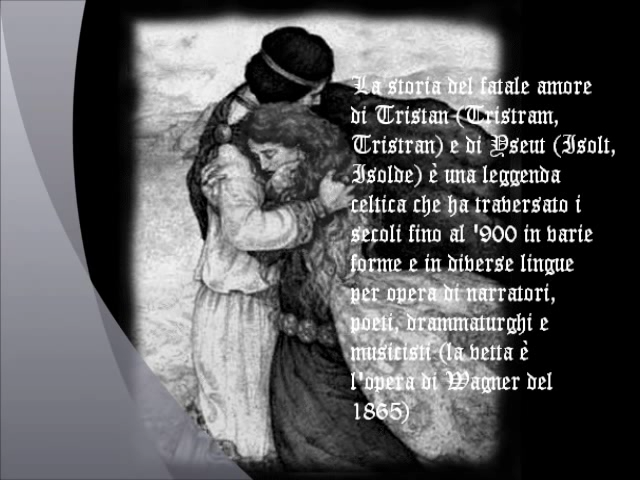 La storia del fatale amore
di Tristan (Tristram,
Tristran) e di Yseut (Isolt,
Isolde) è una leggenda
celtica che ha traversato i
secoli fino al '900 in varie
forme e in diverse lingue
per opera di narratori,
poeti, drammaturghi e
musicisti (la vetta è
l'opera di Wagner del
1865)